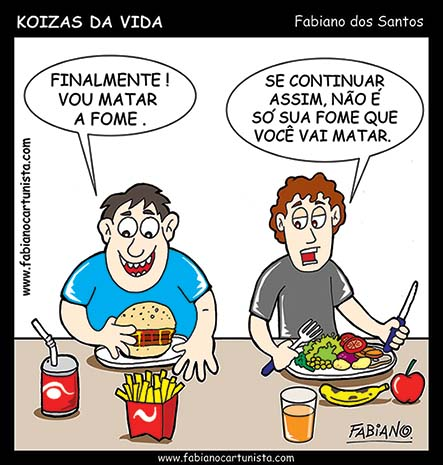 KOIZAS DA VIDA
Fabiano dos Santos
FINALMENTE !
VOU MATAR
A FOME .
SE CONTINUAR
ASSIM, NÃO É
SÓ SUA FOME QUE
VOCÊ VAI MATAR.
www.fabianocartunista.com
FABIANO
www.fabianocartunista.com